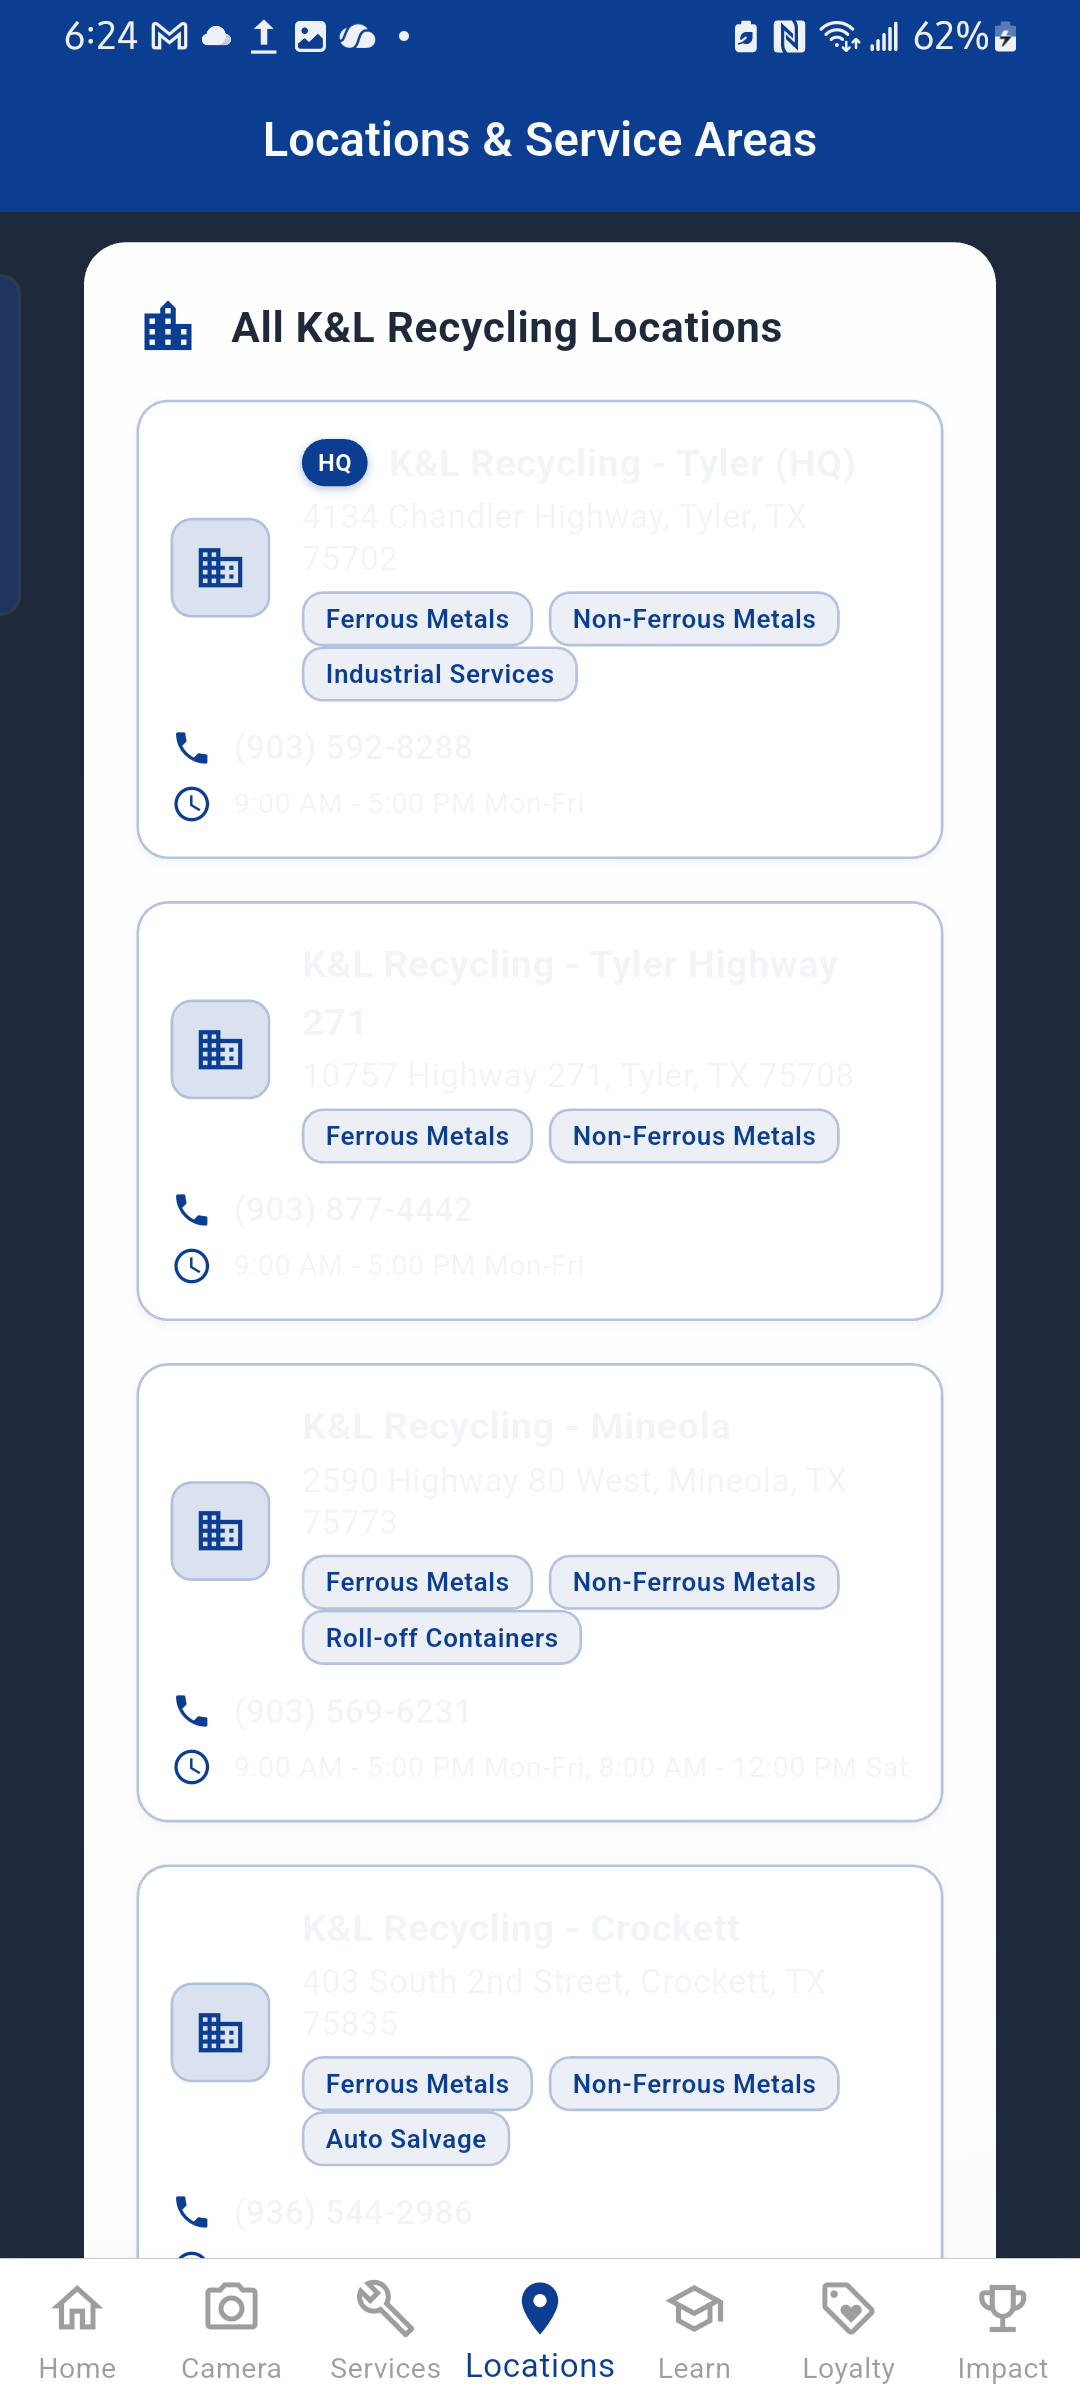 6:24
62%
Locations & Service Areas
All K&L Recycling Locations
HQ K&L Recycling - Tyler (HQ)
4134 Chandler Highway, Tyler, TX
75702
Ferrous Metals Non-Ferrous Metals
Industrial Services
(903) 592-8288
9:00 AM - 5:00 PM Mon-Fri
K&L Recycling - Tyler Highway
271
10757 Highway 271, Tyler, TX 75708
Ferrous Metals Non-Ferrous Metals
(903) 877-4442
9:00 AM - 5:00 PM Mon-Fri
K&L Recycling - Mineola
2590 Highway 80 West, Mineola, TX
75773
Ferrous Metals Non-Ferrous Metals
Roll-off Containers
(903) 569-6231
9:00 AM - 5:00 PM Mon-Fri, 8:00 AM - 12:00 PM Sat
K&L Recycling - Crockett
403 South 2nd Street, Crockett, TX
75835
Ferrous Metals Non-Ferrous Metals
Auto Salvage
(936) 544-2986
Home Camera Services Locations Learn Loyalty Impact